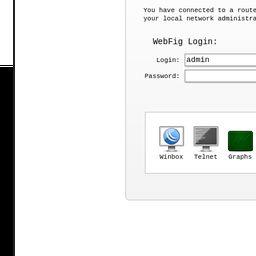 You have connected to a route
your local network administra
WebFig Login:
Login: admin
Password:
Winbox Telnet Graphs